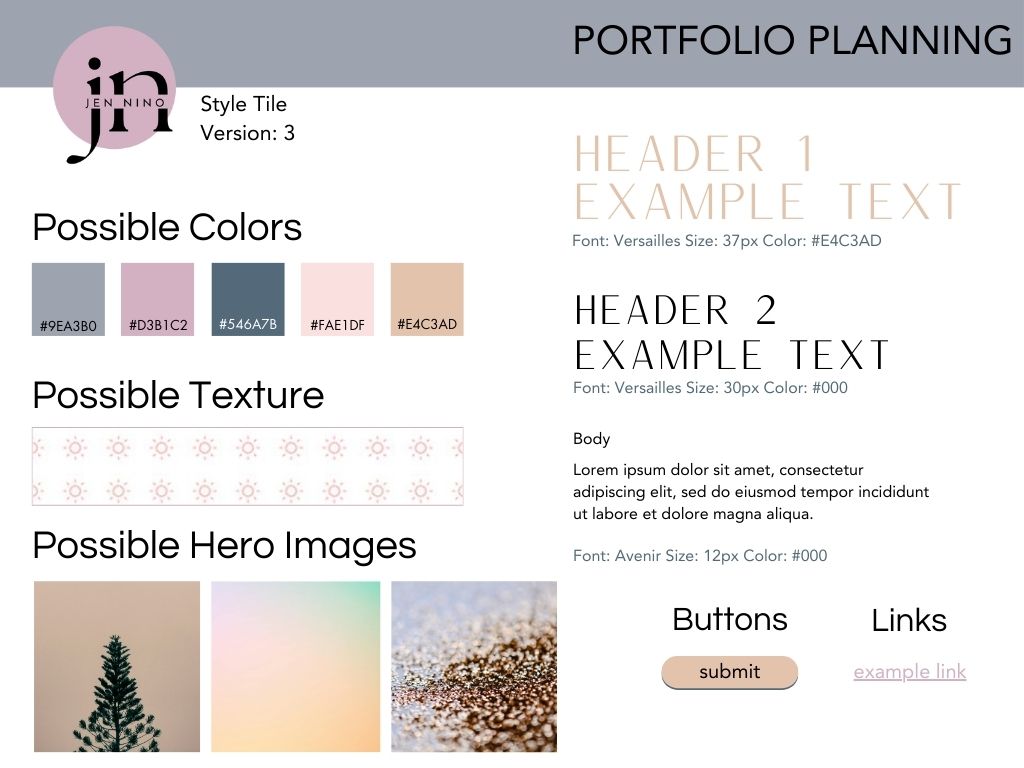 PORTFOLIO PLANNING
jn
JEN NINO
Style Tile
Version: 3
Possible Colors
#9EA3B0
#D3B1C2
#546A7B
#FAE1DF
#E4C3AD
Possible Texture
Possible Hero Images
HEADER 1
EXAMPLE TEXT
Font: Versailles Size: 37px Color: #E4C3AD
HEADER 2
EXAMPLE TEXT
Font: Versailles Size: 30px Color: #000
Body
Lorem ipsum dolor sit amet, consectetur
adipiscing elit, sed do eiusmod tempor incididunt
ut labore et dolore magna aliqua.
Font: Avenir Size: 12px Color: #000
Buttons
submit
Links
example link